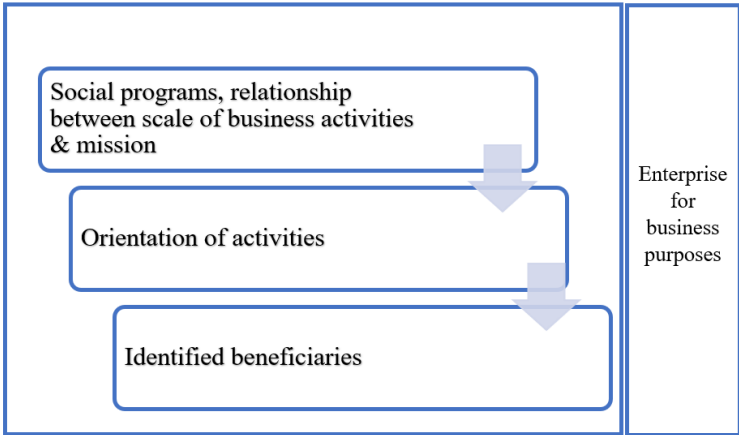 Social programs, relationship
between scale of business activities
& mission
Orientation of activities
Identified beneficiaries
Enterprise
for
business
purposes